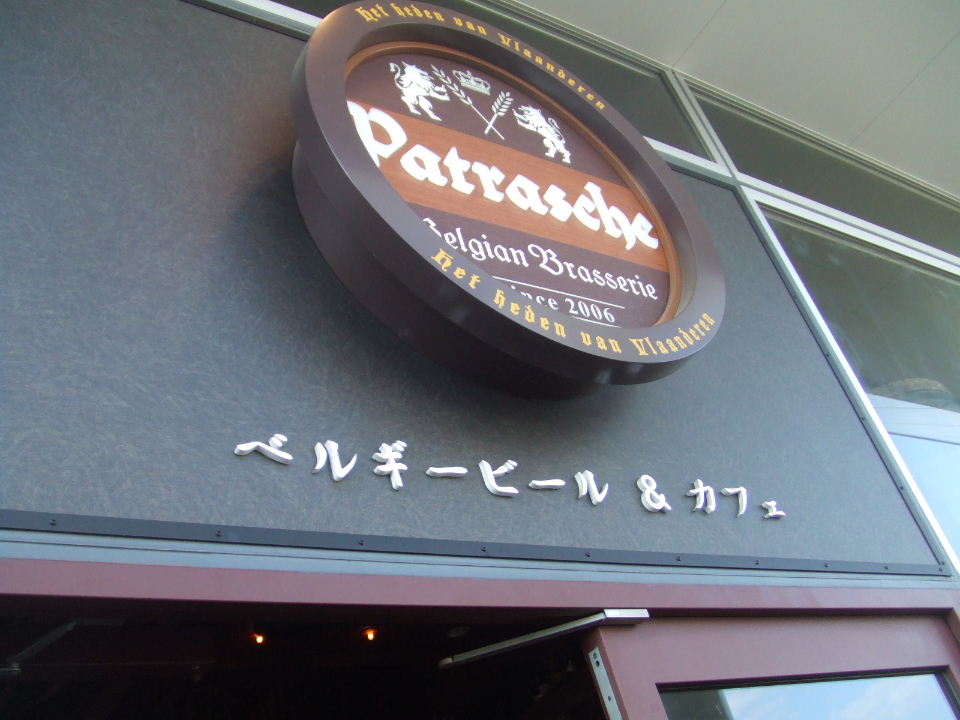 Het heden van Vlaanderen
Patrasche
Belgian Brasserie
since 2006
Het heden van Vlaanderen
ベルギービール & カフェ